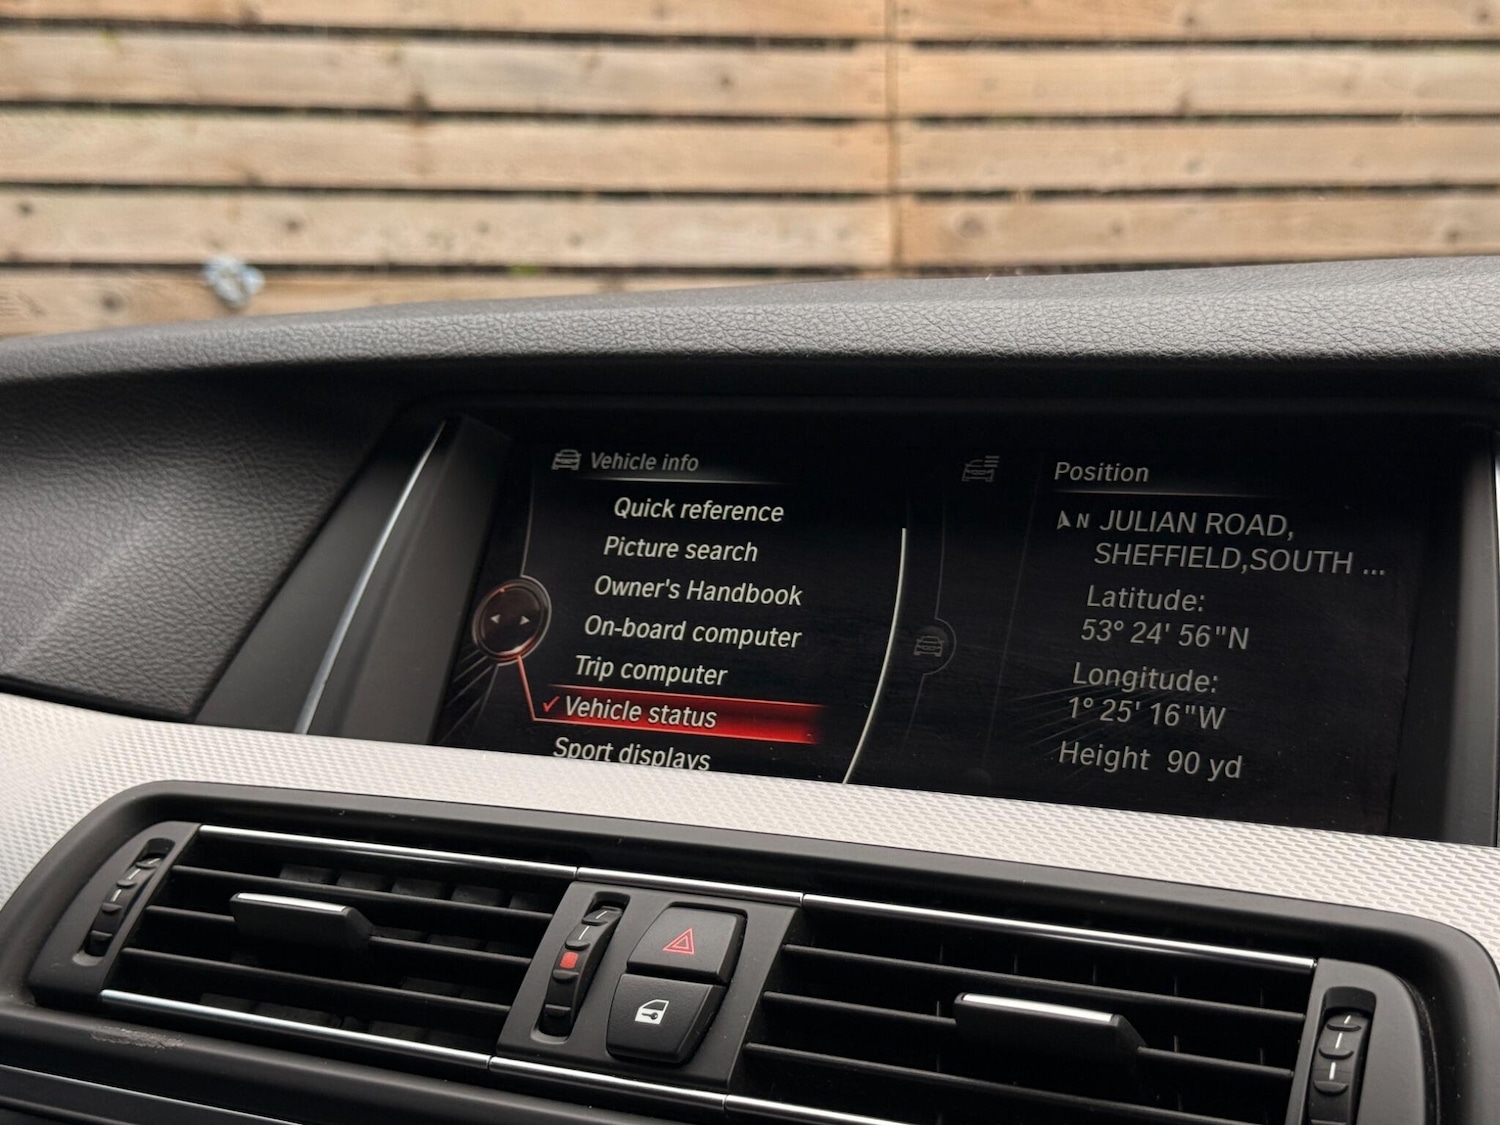 Vehicle info
Quick reference
Picture search
Owner's Handbook
On-board computer
Trip computer
✓ Vehicle status
Sport displays
Position
N JULIAN ROAD,
SHEFFIELD,SOUTH ...
Latitude:
53° 24' 56"N
Longitude:
1° 25' 16"W
Height 90 yd